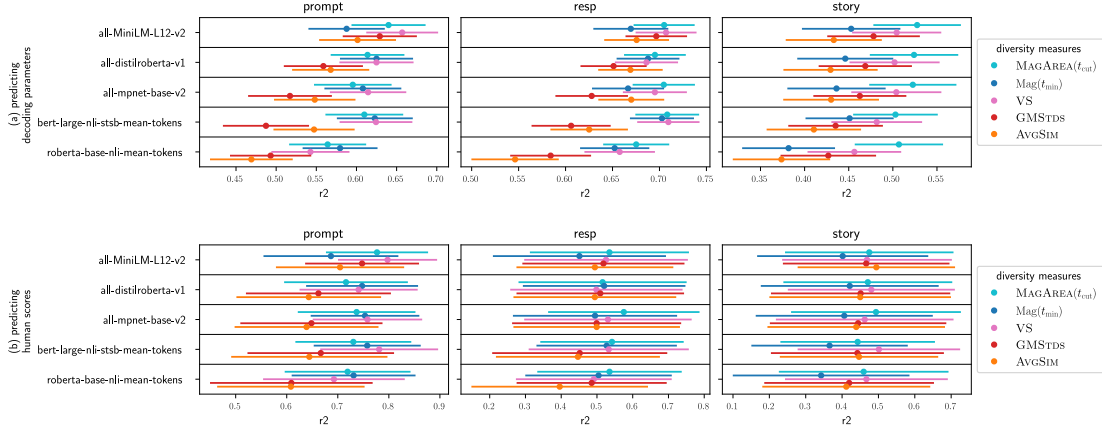 prompt
resp
story
(a) predicting
decoding parameters
all-MiniLM-L12-v2
all-distilroberta-v1
all-mpnet-base-v2
bert-large-nli-stsb-mean-tokens
roberta-base-nli-mean-tokens
0.45 0.50 0.55 0.60 0.65 0.70
r2
0.50 0.55 0.60 0.65 0.70 0.75
r2
0.35 0.40 0.45 0.50 0.55
r2
diversity measures
MAGAREA(tcut)
Mag(tmin)
VS
GMSTDS
AVGSIM
prompt
resp
story
(b) predicting
human scores
all-MiniLM-L12-v2
all-distilroberta-v1
all-mpnet-base-v2
bert-large-nli-stsb-mean-tokens
roberta-base-nli-mean-tokens
0.5 0.6 0.7 0.8 0.9
r2
0.2 0.3 0.4 0.5 0.6 0.7 0.8
r2
0.1 0.2 0.3 0.4 0.5 0.6 0.7
r2
diversity measures
MAGAREA(tcut)
Mag(tmin)
VS
GMSTDS
AVGSIM